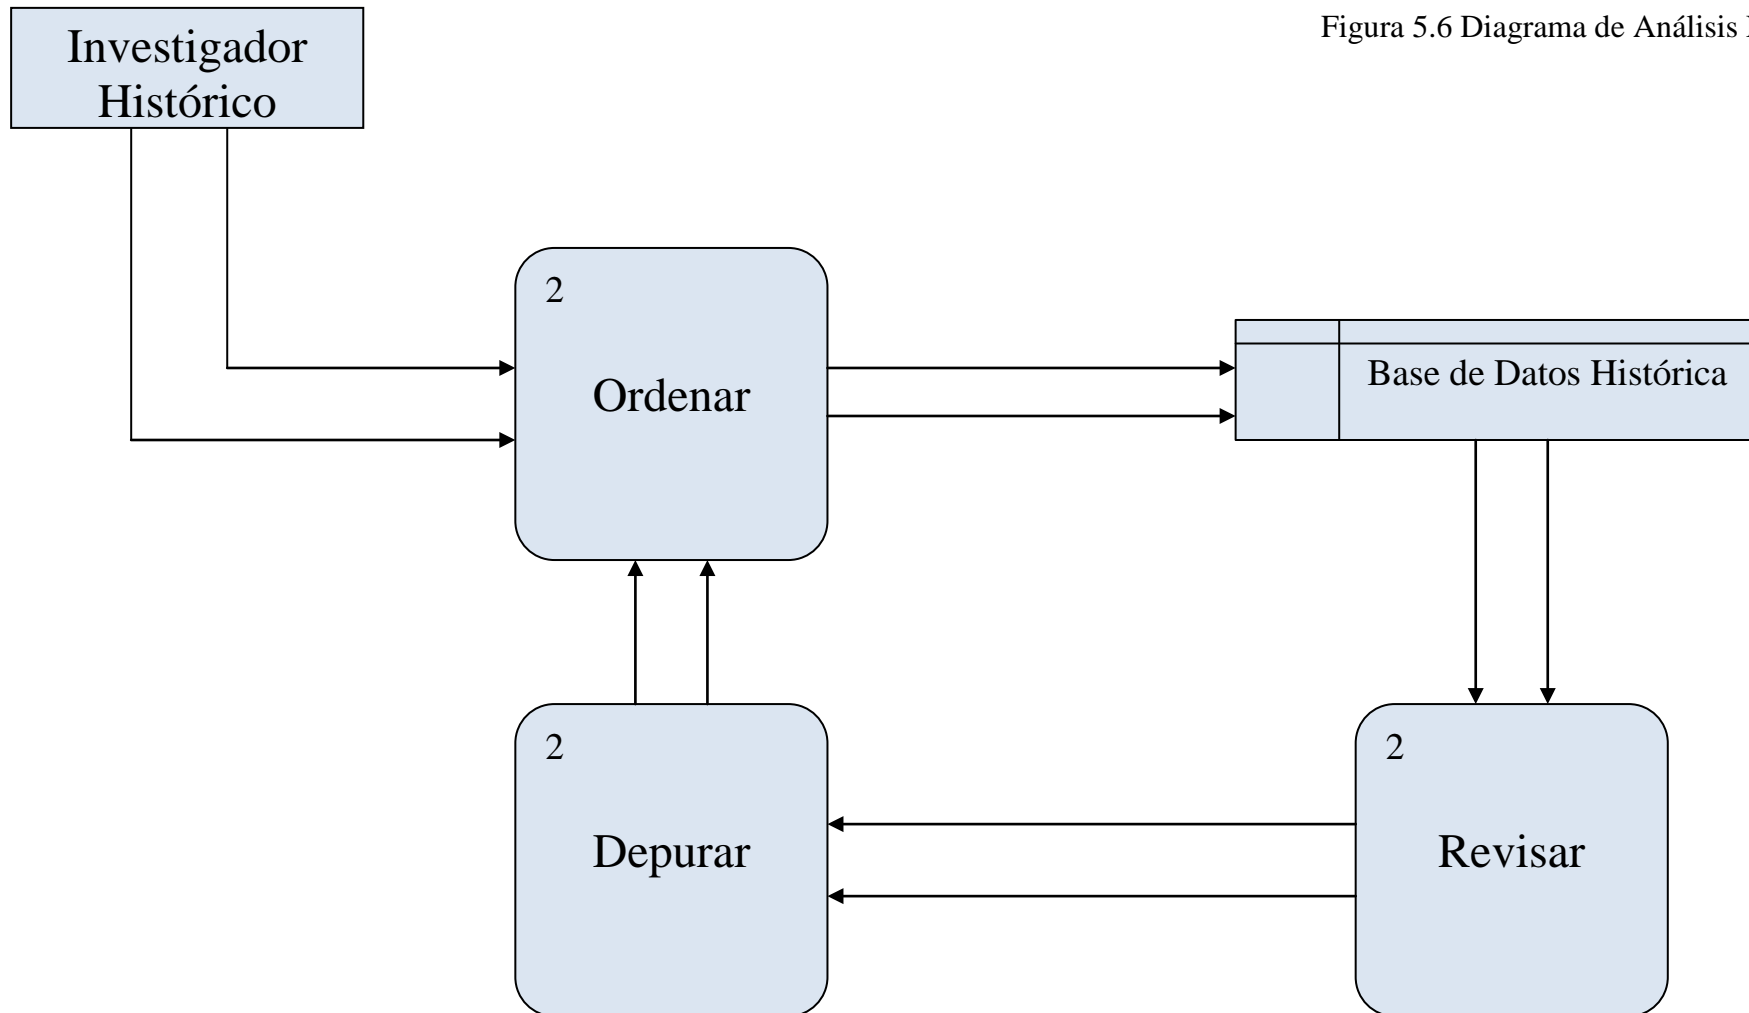 Investigador
Histórico
Figura 5.6 Diagrama de Análisis
2
Ordenar
Base de Datos Histórica
2
Depurar
2
Revisar